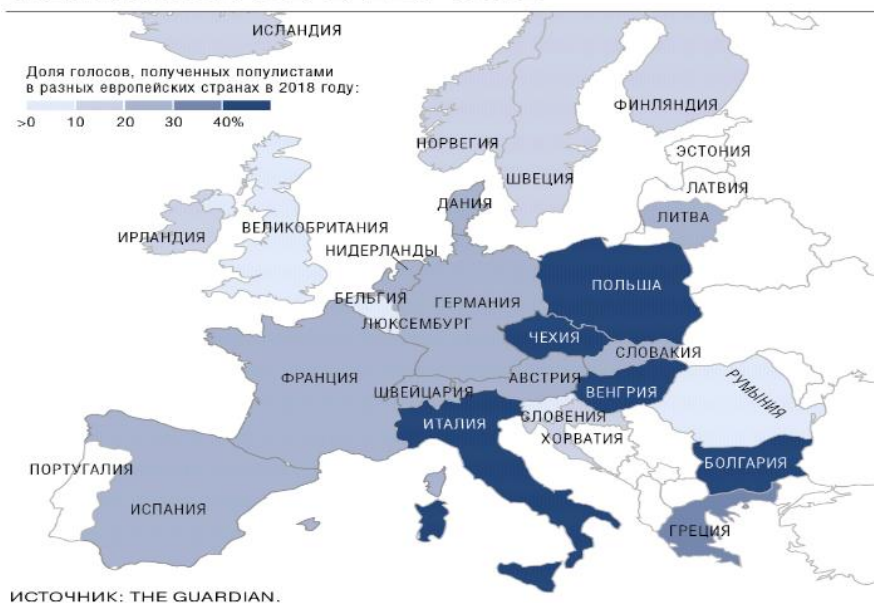 ИСЛАНДИЯ
Доля голосов, полученных популистами
в разных европейских странах в 2018 году:
>0 10 20 30 40%
ФИНЛЯНДИЯ
НОРВЕГИЯ
ЭСТОНИЯ
ШВЕЦИЯ
ЛАТВИЯ
ДАНИЯ
ЛИТВА
ВЕЛИКОБРИТАНИЯ
ИРЛАНДИЯ
НИДЕРЛАНДЫ
ПОЛЬША
БЕЛЬГИЯ
ГЕРМАНИЯ
ЛЮКСЕМБУРГ
ЧЕХИЯ
СЛОВАКИЯ
ФРАНЦИЯ
АВСТРИЯ
ШВЕЙЦАРИЯ
ВЕНГРИЯ
РУМЫНИЯ
СЛОВЕНИЯ
ИТАЛИЯ
ХОРВАТИЯ
ПОРТУГАЛИЯ
БОЛГАРИЯ
ИСПАНИЯ
ГРЕЦИЯ
ИСТОЧНИК: THE GUARDIAN.